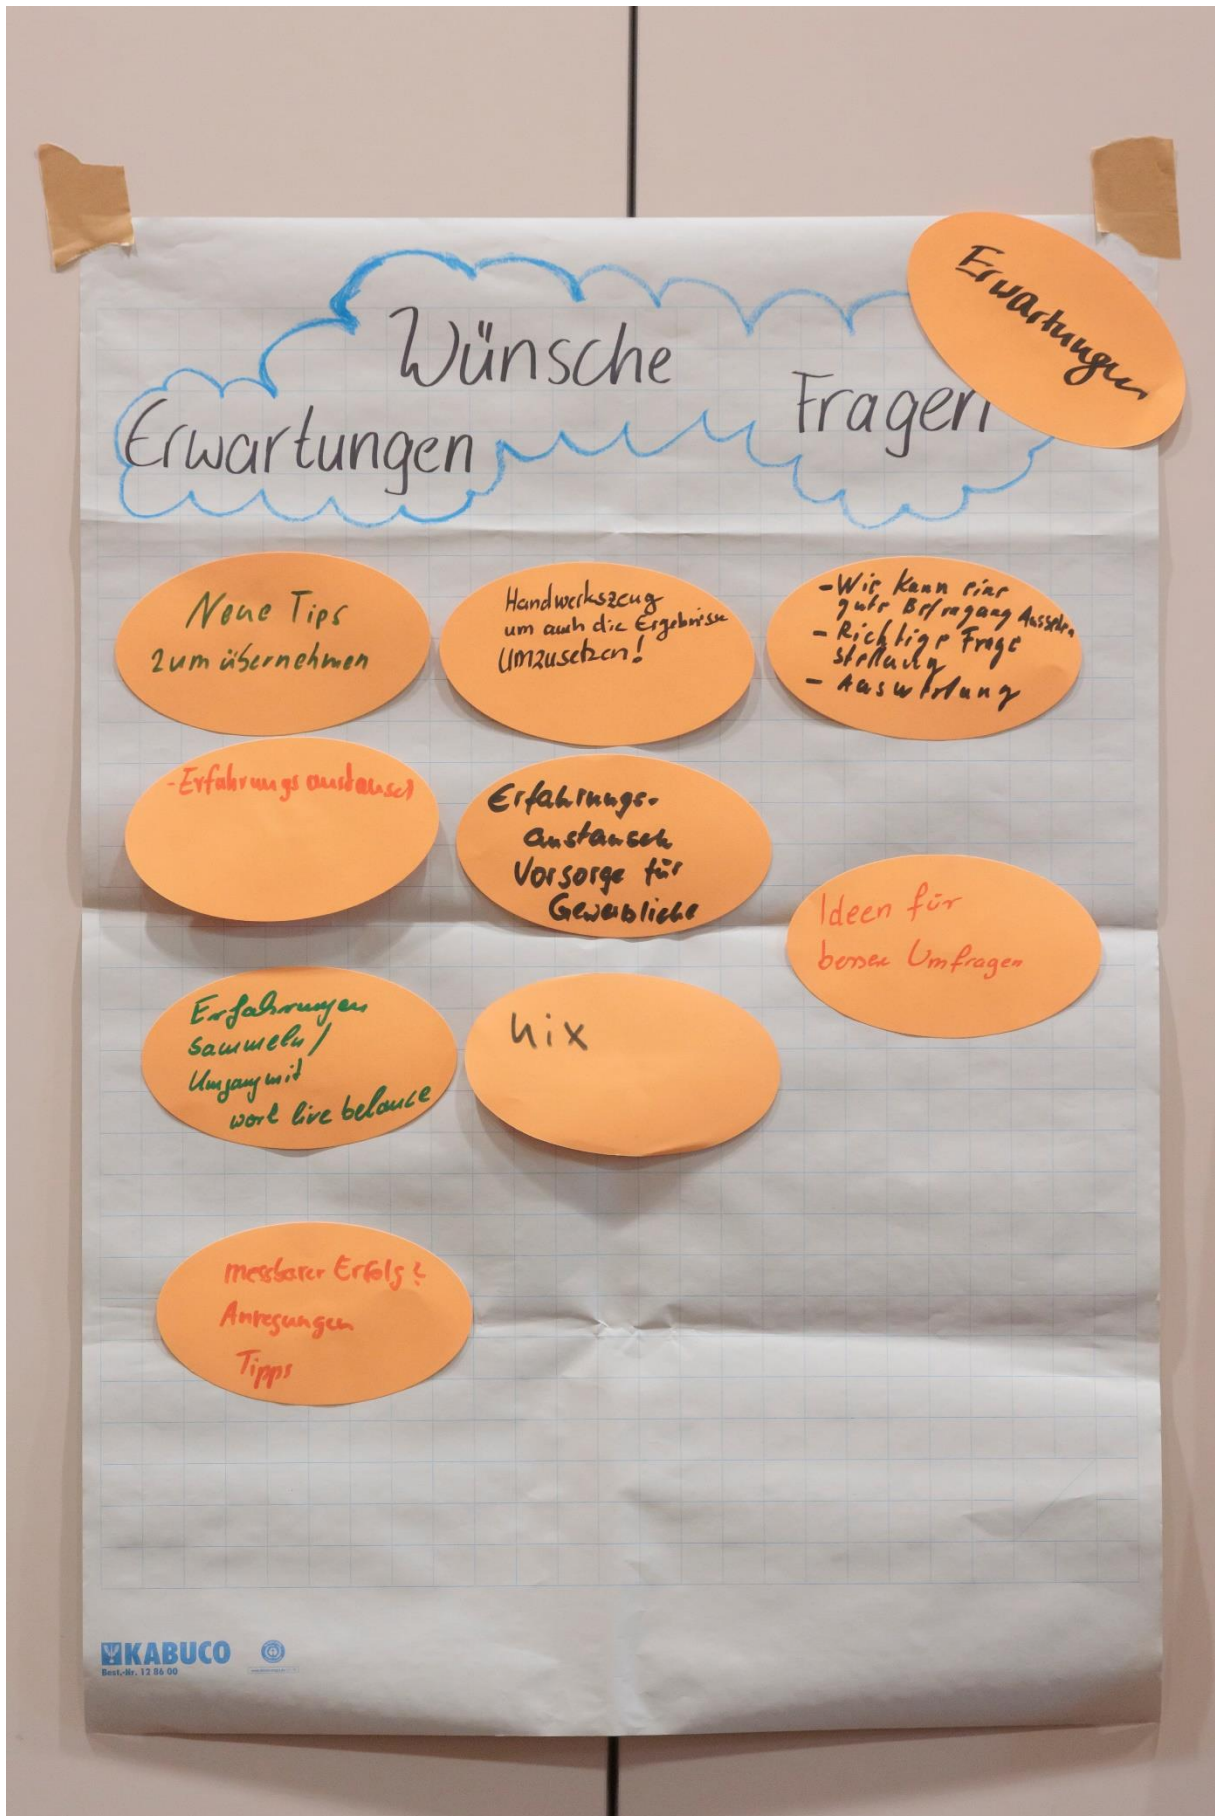 Erwartungen
Wünsche
Erwartungen
Fragen
Neue Tips
zum übernehmen
Handwerkszeug
um auch die Ergebnisse
umzusetzen!
- Wie kann eine
gute Befragung Aussehen
- Richtige Frage
stellung
- Auswertung
- Erfahrungsaustausch
Erfahrungs-
austausch
Vorsorge für
Gewerbliche
Ideen für
bessere Umfragen
Erfahrungen
sammeln/
Umgang mit
work live belance
nix
messbarer Erfolg?
Anregungen
Tipps
KABUCO
Best.-Nr. 12 86 00